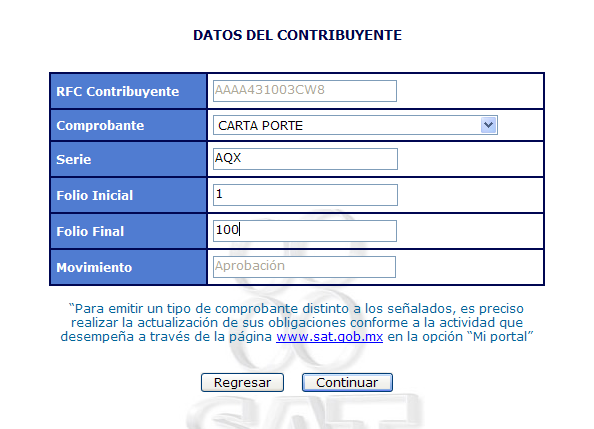 DATOS DEL CONTRIBUYENTE
RFC Contribuyente AAAA431003CW8
Comprobante CARTA PORTE
Serie AQX
Folio Inicial 1
Folio Final 100
Movimiento Aprobación
“Para emitir un tipo de comprobante distinto a los señalados, es preciso
realizar la actualización de sus obligaciones conforme a la actividad que
desempeña a través de la página www.sat.gob.mx en la opción “Mi portal”
Regresar Continuar
SAT